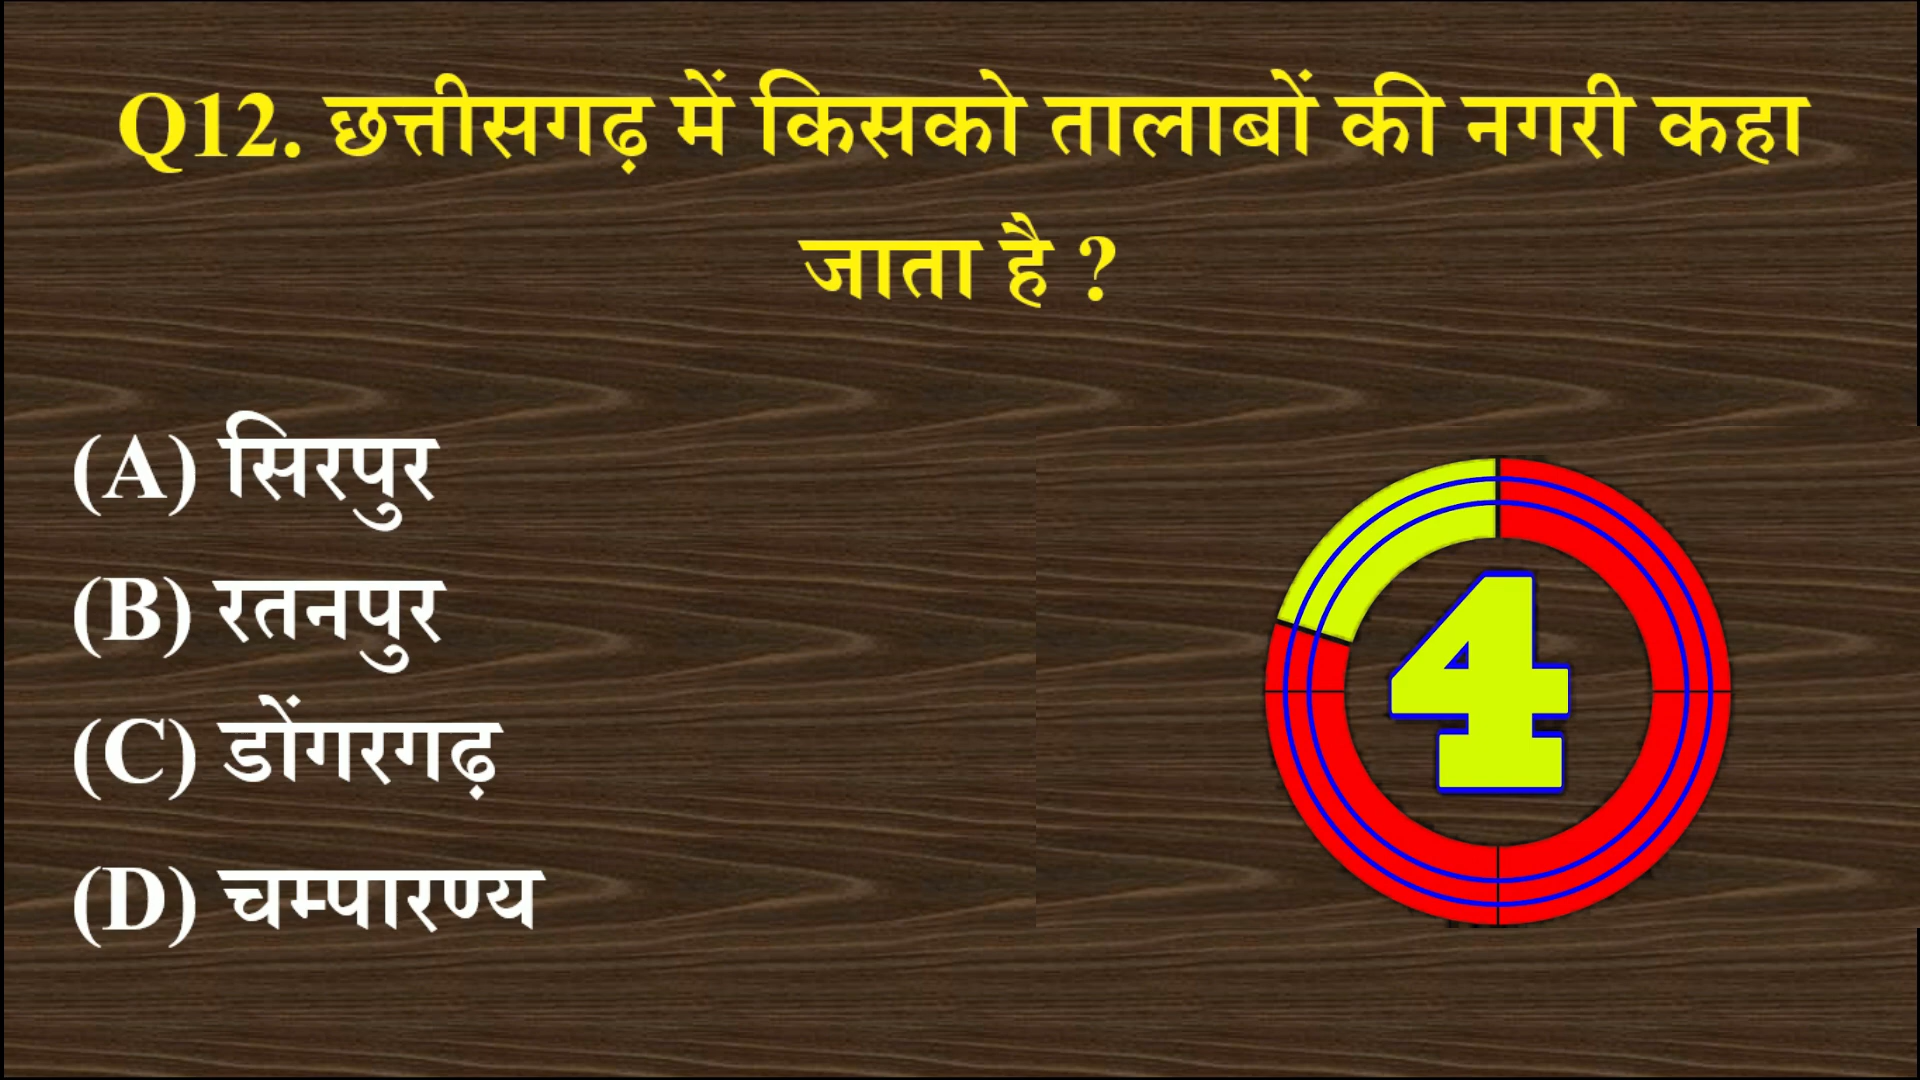 Q12. छत्तीसगढ़ में किसको तालाबों की नगरी कहा
जाता है ?
(A) सिरपुर
(B) रतनपुर
(C) डोंगरगढ़
(D) चम्पारण्य
4